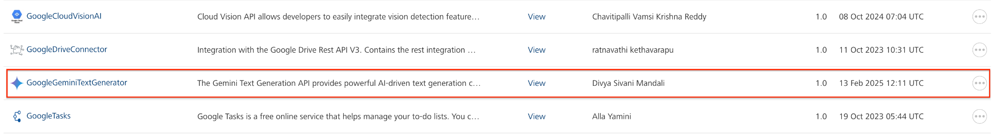 GoogleCloudVisionAI Cloud Vision API allows developers to easily integrate vision detection feature... View Chavitipalli Vamsi Krishna Reddy 1.0 08 Oct 2024 07:04 UTC
Google Cloud
Vision
GoogleDriveConnector Integration with the Google Drive Rest API V3. Contains the rest integration ... View ratnavathi kethavarapu 1.0 11 Oct 2023 10:31 UTC
GoogleGeminiTextGenerator The Gemini Text Generation API provides powerful AI-driven text generation c... View Divya Sivani Mandali 1.0 13 Feb 2025 12:11 UTC
GoogleTasks Google Tasks is a free online service that helps manage your to-do lists. You c... View Alla Yamini 1.0 19 Oct 2023 05:44 UTC